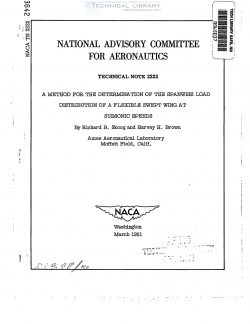 TECHNICAL LIBRARY
NATIONAL ADVISORY COMMITTEE
FOR AERONAUTICS
TECHNICAL NOTE 2222
A METHOD FOR THE DETERMINATION OF THE SPANWISE LOAD
DISTRIBUTION OF A FLEXIBLE SWEPT WING AT
SUBSONIC SPEEDS
By Richard B. Skoog and Harvey H. Brown
Ames Aeronautical Laboratory
Moffett Field, Calif.
NACA
Washington
March 1951